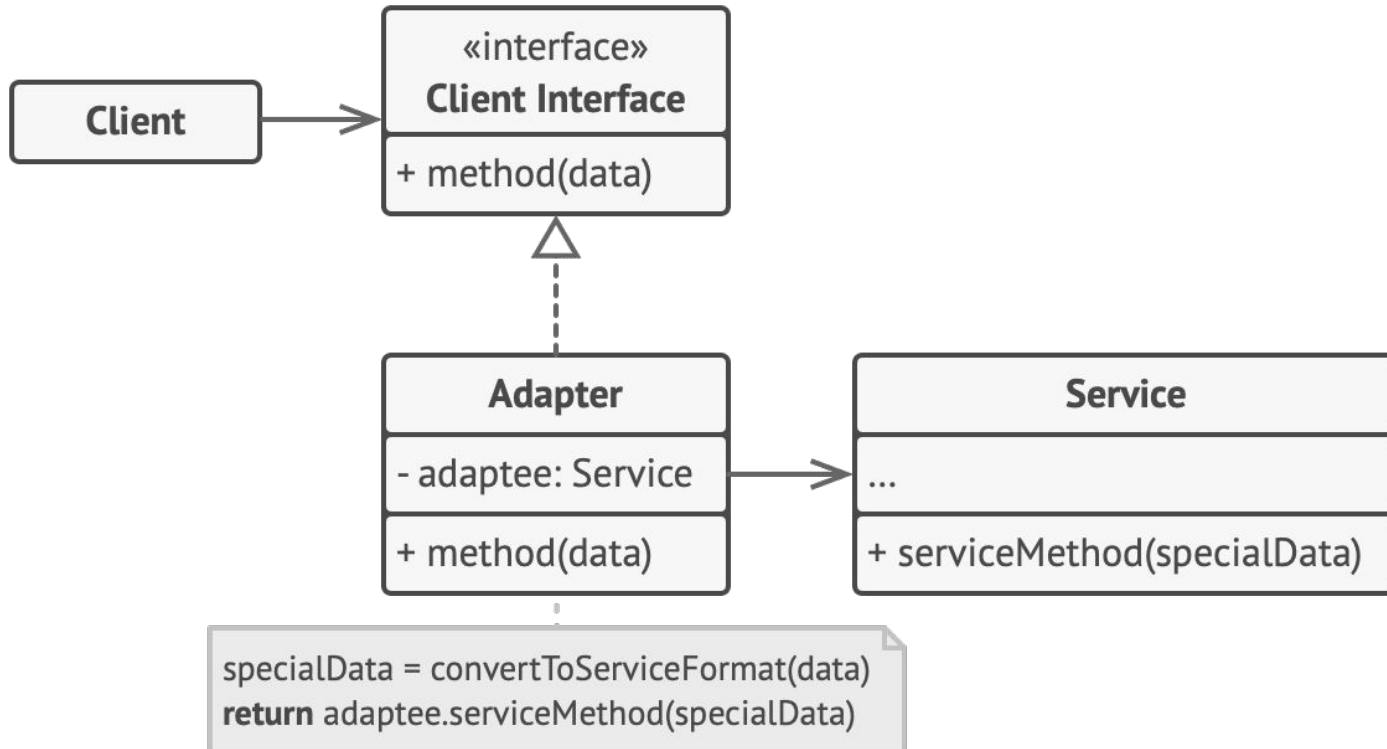 «interface»
Client Interface
Client
+ method(data)
Adapter
- adaptee: Service
+ method(data)
Service
...
+ serviceMethod(specialData)
specialData = convertToServiceFormat(data)
return adaptee.serviceMethod(specialData)